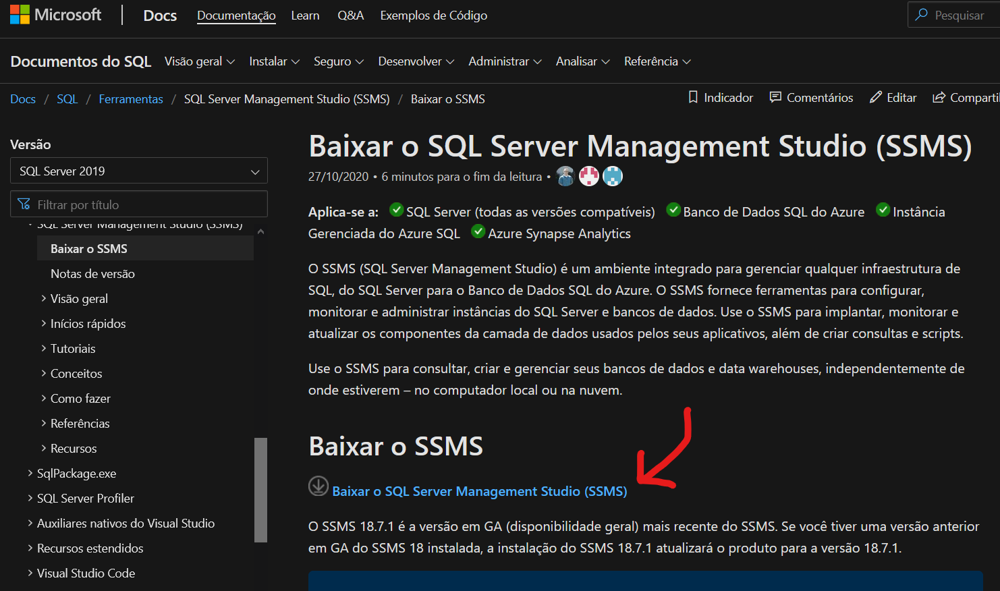 Microsoft
Docs
Documentação
Learn
Q&A
Exemplos de Código
Pesquisar
Documentos do SQL
Visão geral
Instalar
Seguro
Desenvolver
Administrar
Analisar
Referência
Docs / SQL / Ferramentas / SQL Server Management Studio (SSMS) / Baixar o SSMS
Indicador
Comentários
Editar
Compartil
Versão
SQL Server 2019
Filtrar por título
SQL Server Management Studio (SSMS)
Baixar o SSMS
Notas de versão
Visão geral
Inícios rápidos
Tutoriais
Conceitos
Como fazer
Referências
Recursos
SqlPackage.exe
SQL Server Profiler
Auxiliares nativos do Visual Studio
Recursos estendidos
Visual Studio Code
Baixar o SQL Server Management Studio (SSMS)
27/10/2020 • 6 minutos para o fim da leitura •
Aplica-se a: SQL Server (todas as versões compatíveis) Banco de Dados SQL do Azure Instância
Gerenciada do Azure SQL Azure Synapse Analytics
O SSMS (SQL Server Management Studio) é um ambiente integrado para gerenciar qualquer infraestrutura de
SQL, do SQL Server para o Banco de Dados SQL do Azure. O SSMS fornece ferramentas para configurar,
monitorar e administrar instâncias do SQL Server e bancos de dados. Use o SSMS para implantar, monitorar e
atualizar os componentes da camada de dados usados pelos seus aplicativos, além de criar consultas e scripts.
Use o SSMS para consultar, criar e gerenciar seus bancos de dados e data warehouses, independentemente de
onde estiverem – no computador local ou na nuvem.
Baixar o SSMS
Baixar o SQL Server Management Studio (SSMS)
O SSMS 18.7.1 é a versão em GA (disponibilidade geral) mais recente do SSMS. Se você tiver uma versão anterior
em GA do SSMS 18 instalada, a instalação do SSMS 18.7.1 atualizará o produto para a versão 18.7.1.